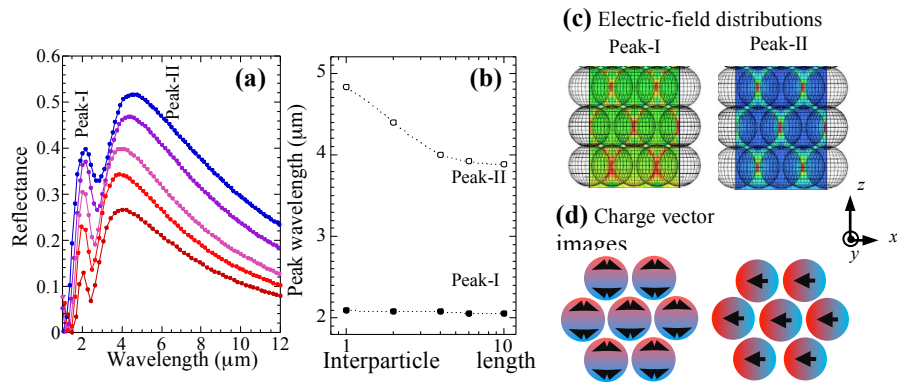 (a)
Peak-I
Peak-II
Reflectance
0.6
0.5
0.4
0.3
0.2
0.1
0
2
4
6
8
10
12
Wavelength (μm)
(b)
Peak wavelength (μm)
5
4
3
2
Peak-II
Peak-I
1
10
Interparticle length (nm)
(c) Electric-field distributions
Peak-I
Peak-II
z
x
y
(d) Charge vector
images